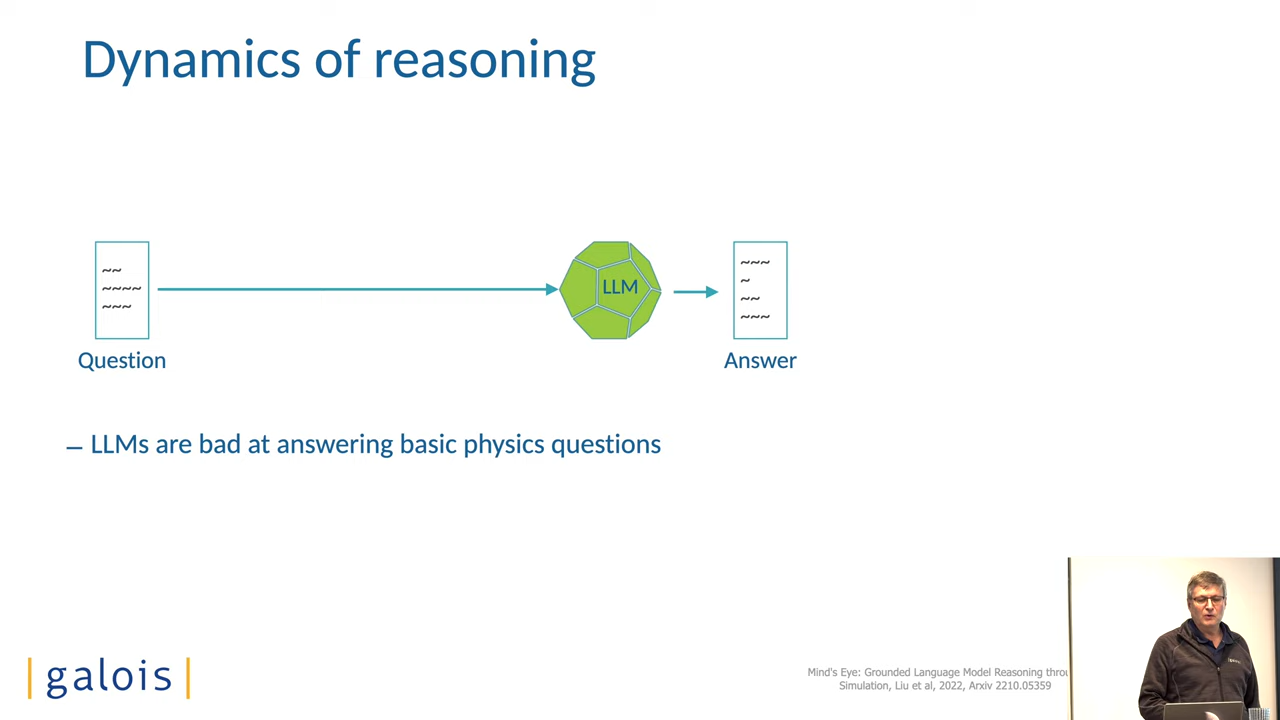 Dynamics of reasoning
~~
~~~~
~~~
LLM
~~~
~
~~
~~~
Question
Answer
– LLMs are bad at answering basic physics questions
| galois |
Mind's Eye: Grounded Language Model Reasoning
Simulation, Liu et al, 2022, Arxiv 2210.05359